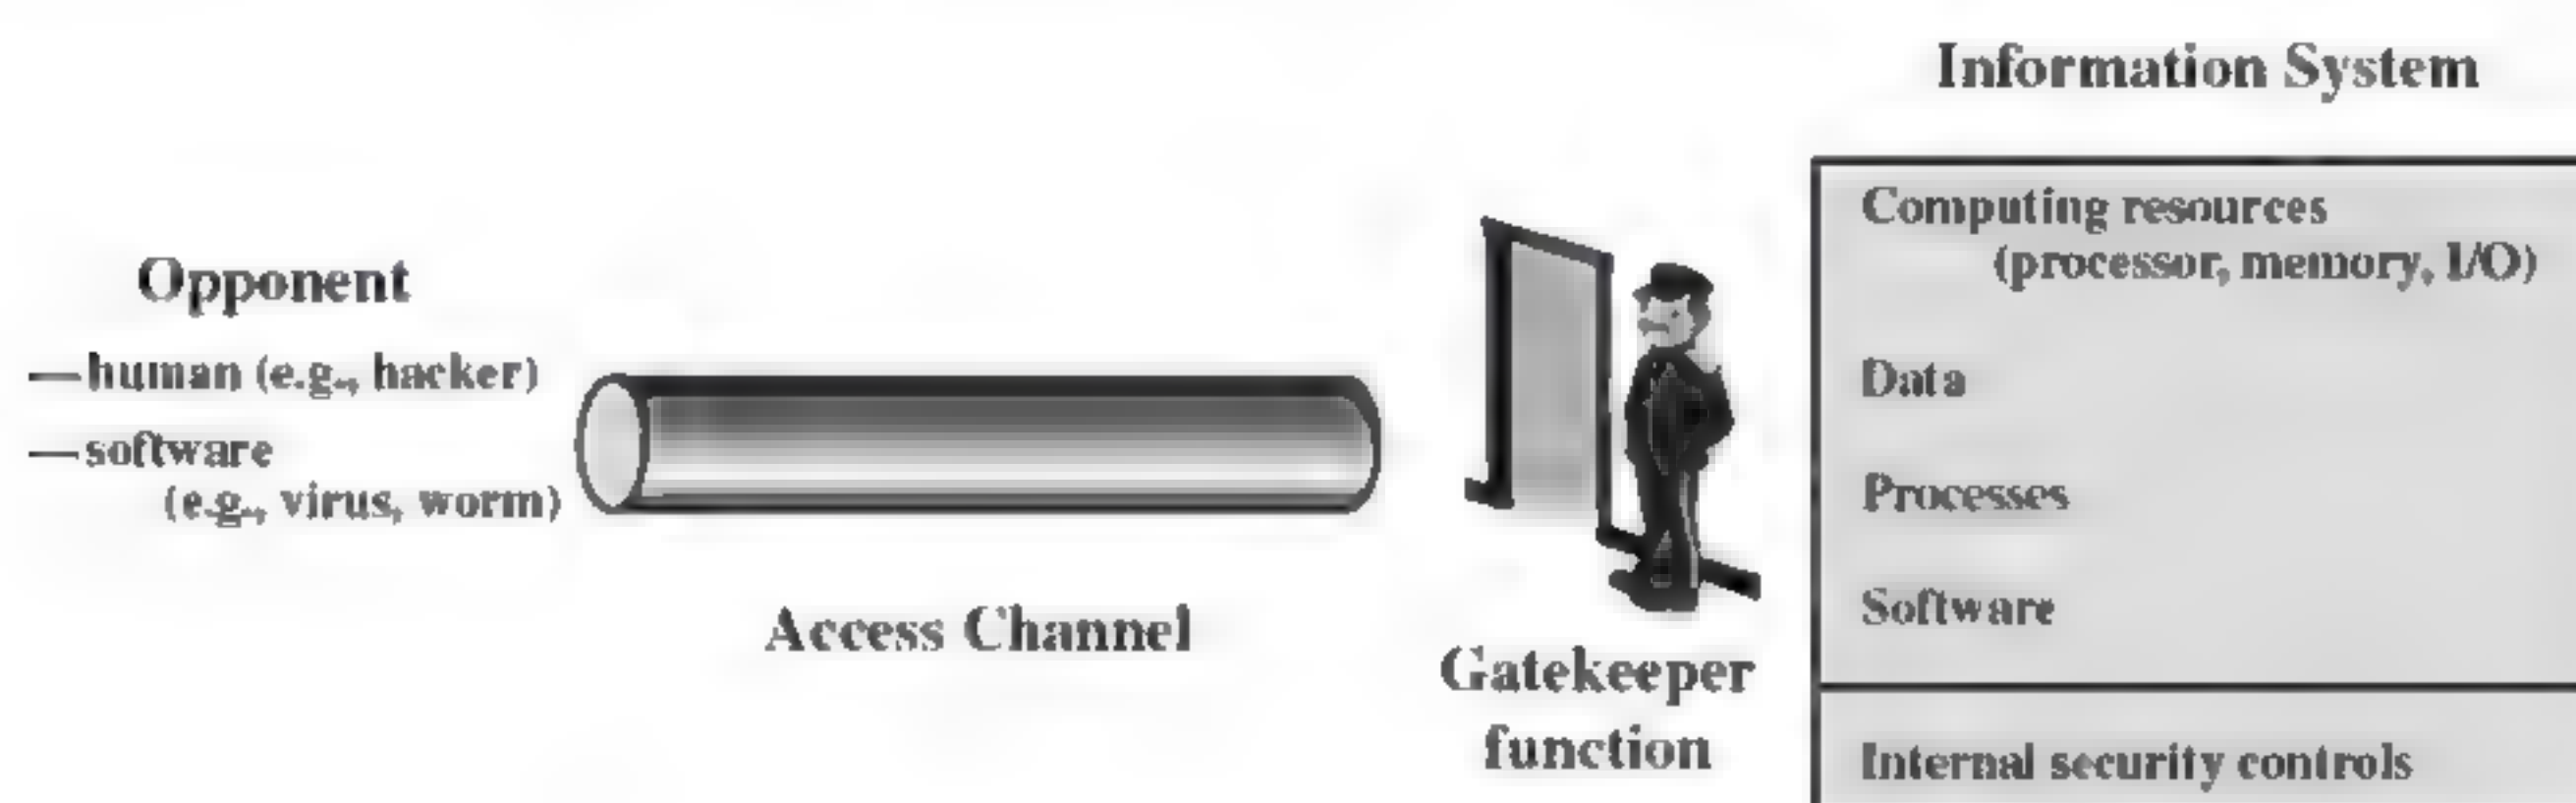 Information System
Computing resources
(processor, memory, I/O)
Data
Processes
Software
Internal security controls
Opponent
—human (e.g., hacker)
—software
(e.g., virus, worm)
Access Channel
Gatekeeper
function